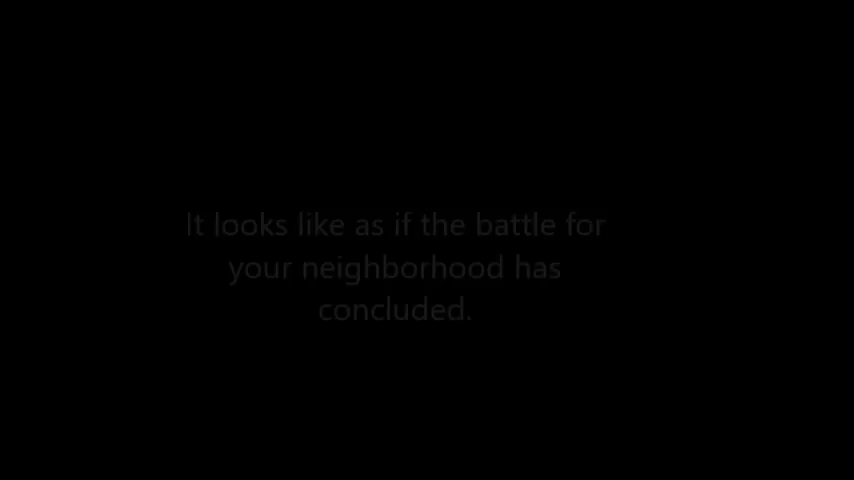 It looks like as if the battle for
your neighborhood has
concluded.